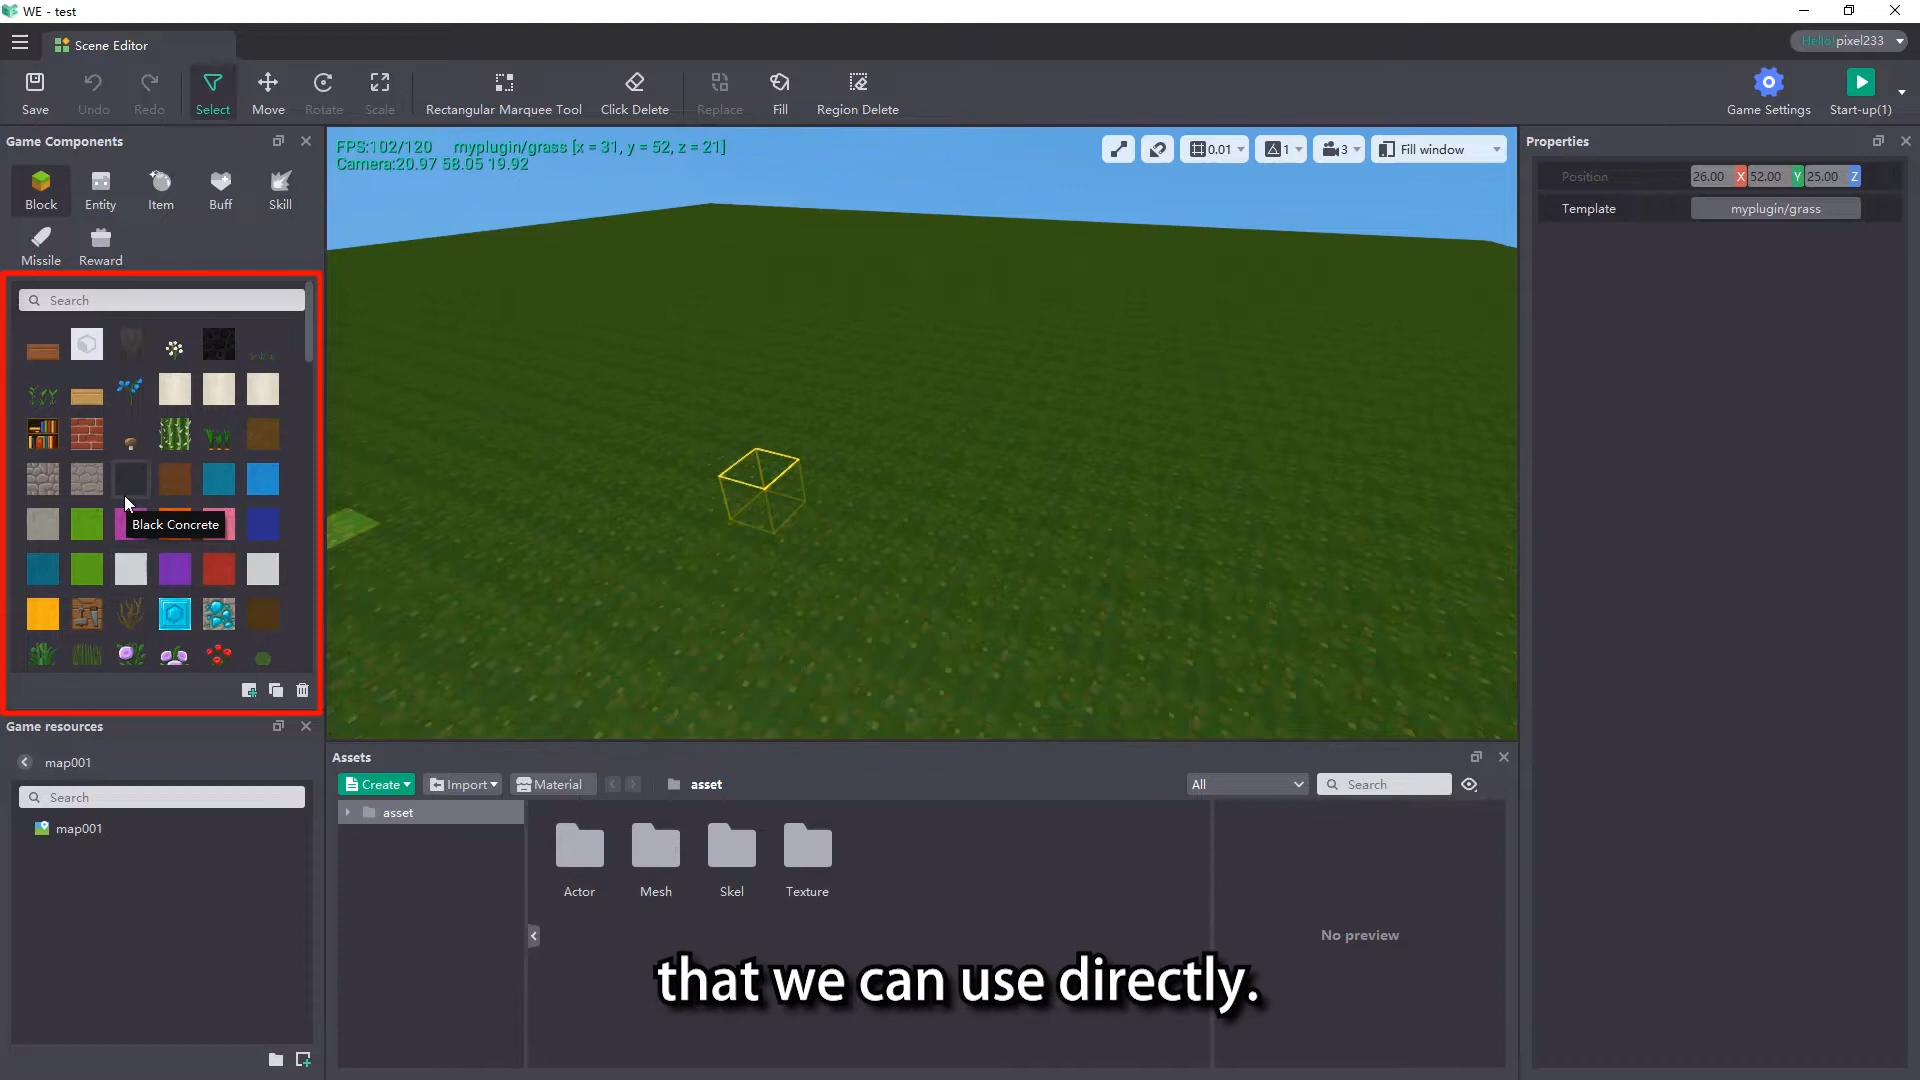 WE - test
Scene Editor
Hello! pixel233
Save
Undo
Redo
Select
Move
Rotate
Scale
Rectangular Marquee Tool
Click Delete
Replace
Fill
Region Delete
Game Settings
Start-up(1)
Game Components
Block
Entity
Item
Buff
Skill
Missile
Reward
Search
Black Concrete
FPS:102/120 myplugin/grass [x = 31, y = 52, z = 21]
Camera:20.97 58.05 19.92
0.01
1
3
Fill window
Properties
Position 26.00 X 52.00 Y 25.00 Z
Template myplugin/grass
Game resources
map001
Search
map001
Assets
Create
Import
Material
asset
All
Search
asset
Actor
Mesh
Skel
Texture
No preview
that we can use directly.